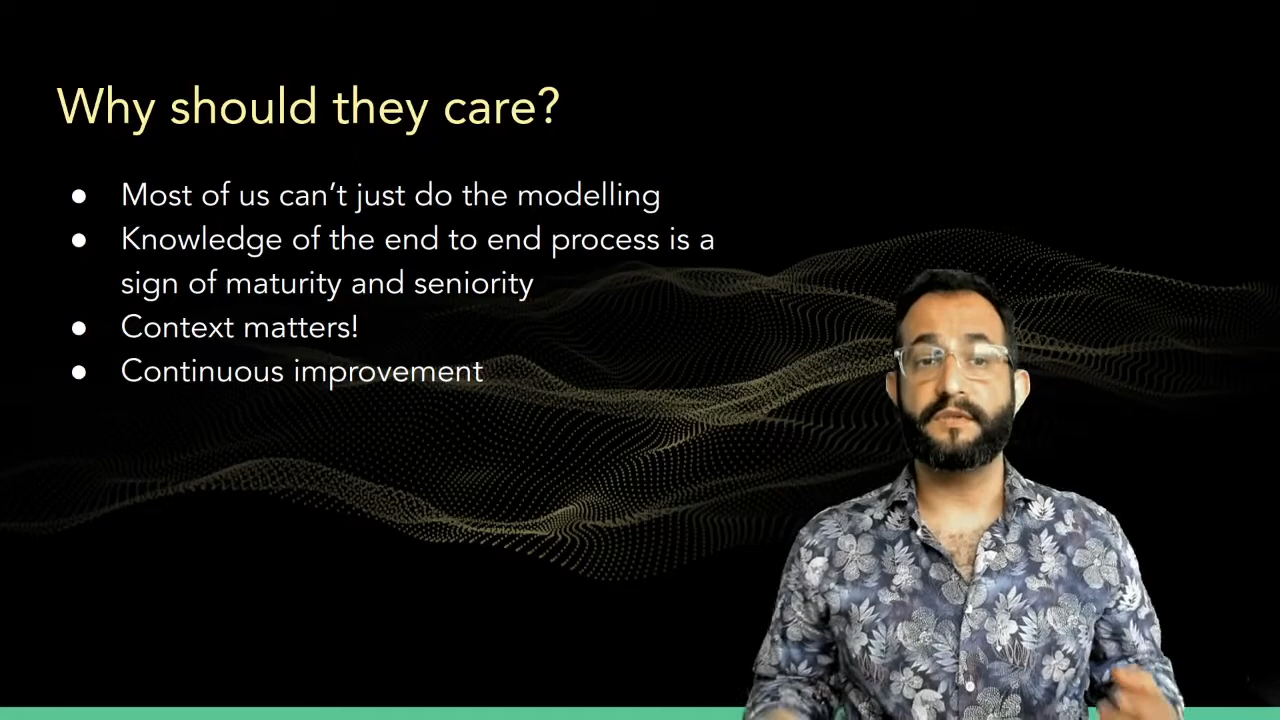 Why should they care?
● Most of us can’t just do the modelling
● Knowledge of the end to end process is a
sign of maturity and seniority
● Context matters!
● Continuous improvement